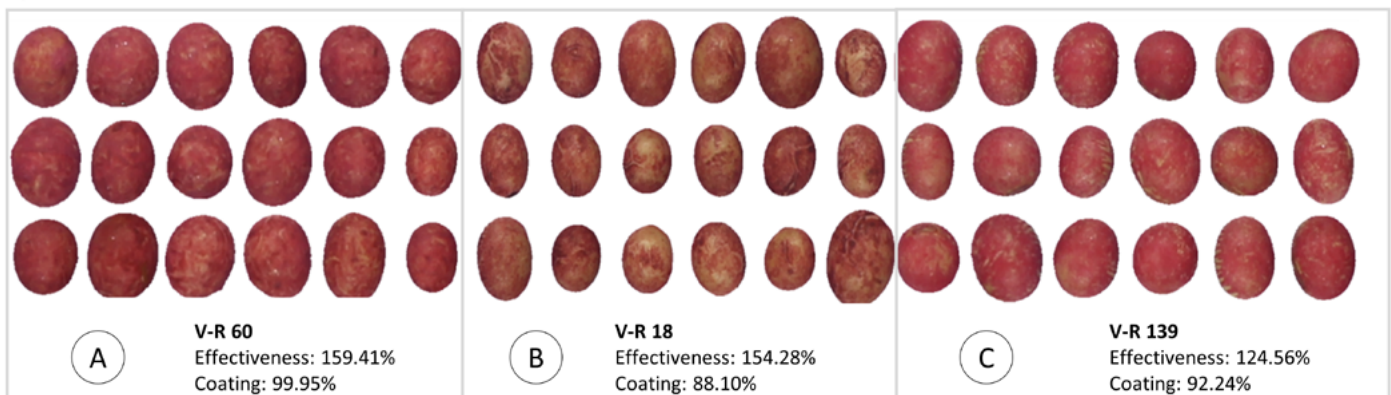 A
V-R 60
Effectiveness: 159.41%
Coating: 99.95%
B
V-R 18
Effectiveness: 154.28%
Coating: 88.10%
C
V-R 139
Effectiveness: 124.56%
Coating: 92.24%